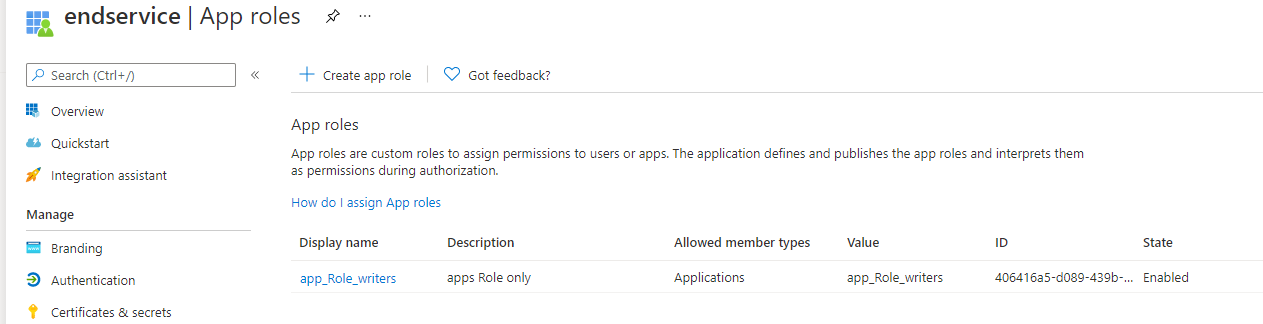 endservice | App roles
Search (Ctrl+/)
Overview
Quickstart
Integration assistant
Manage
Branding
Authentication
Certificates & secrets
Create app role
Got feedback?
App roles
App roles are custom roles to assign permissions to users or apps. The application defines and publishes the app roles and interprets them
as permissions during authorization.
How do I assign App roles
Display name Description Allowed member types Value ID State
app_Role_writers apps Role only Applications app_Role_writers 406416a5-d089-439b-... Enabled